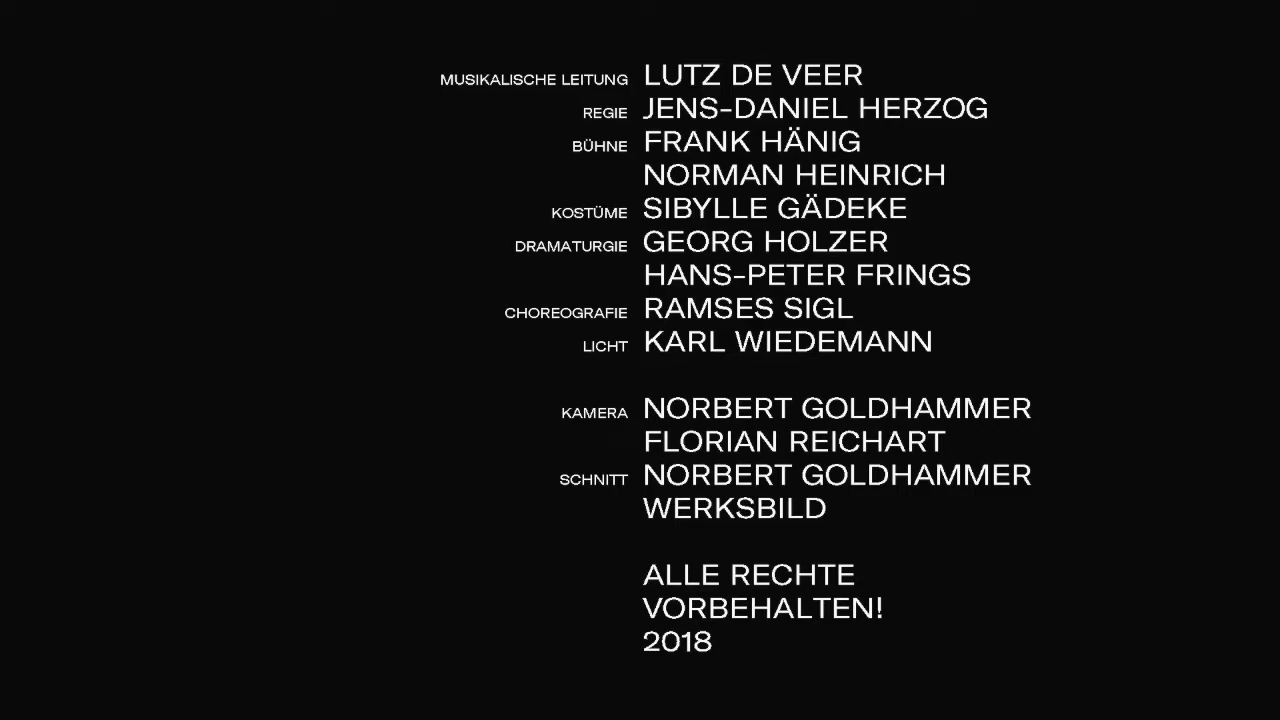 MUSIKALISCHE LEITUNG LUTZ DE VEER
REGIE JENS-DANIEL HERZOG
BÜHNE FRANK HÄNIG
NORMAN HEINRICH
KOSTÜME SIBYLLE GÄDEKE
DRAMATURGIE GEORG HOLZER
HANS-PETER FRINGS
CHOREOGRAFIE RAMSES SIGL
LICHT KARL WIEDEMANN
KAMERA NORBERT GOLDHAMMER
FLORIAN REICHART
SCHNITT NORBERT GOLDHAMMER
WERKSBILD
ALLE RECHTE
VORBEHALTEN!
2018